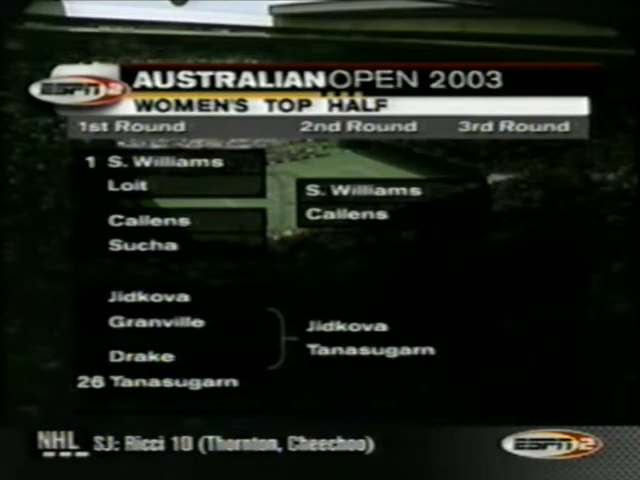 ESPN2
AUSTRALIAN OPEN 2003
WOMEN'S TOP HALF
1st Round 2nd Round 3rd Round
1 S. Williams
Loit
S. Williams
Callens
Callens
Sucha
Jidkova
Granville
Jidkova
Tanasugarn
Drake
26 Tanasugarn
NHL SJ: Ricci 10 (Thornton, Cheechoo)
ESPN2